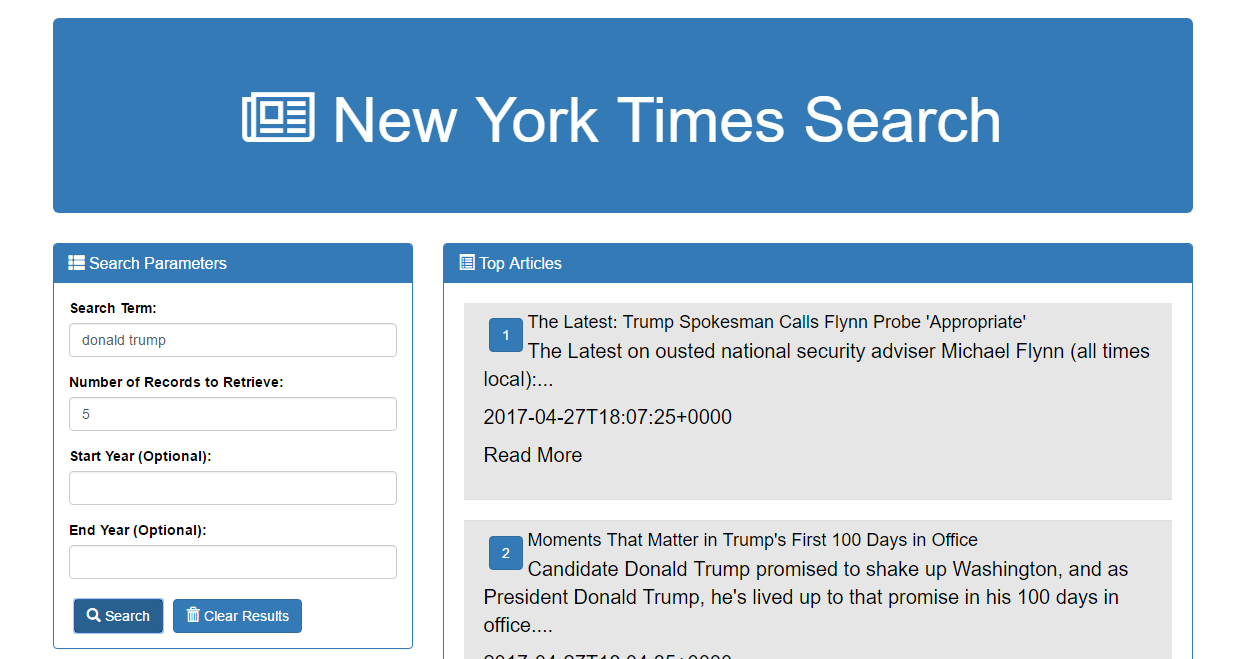 New York Times Search
Search Parameters
Search Term:
donald trump
Number of Records to Retrieve:
5
Start Year (Optional):
End Year (Optional):
Search
Clear Results
Top Articles
1
The Latest: Trump Spokesman Calls Flynn Probe 'Appropriate'
The Latest on ousted national security adviser Michael Flynn (all times
local):...
2017-04-27T18:07:25+0000
Read More
2
Moments That Matter in Trump's First 100 Days in Office
Candidate Donald Trump promised to shake up Washington, and as
President Donald Trump, he's lived up to that promise in his 100 days in
office....